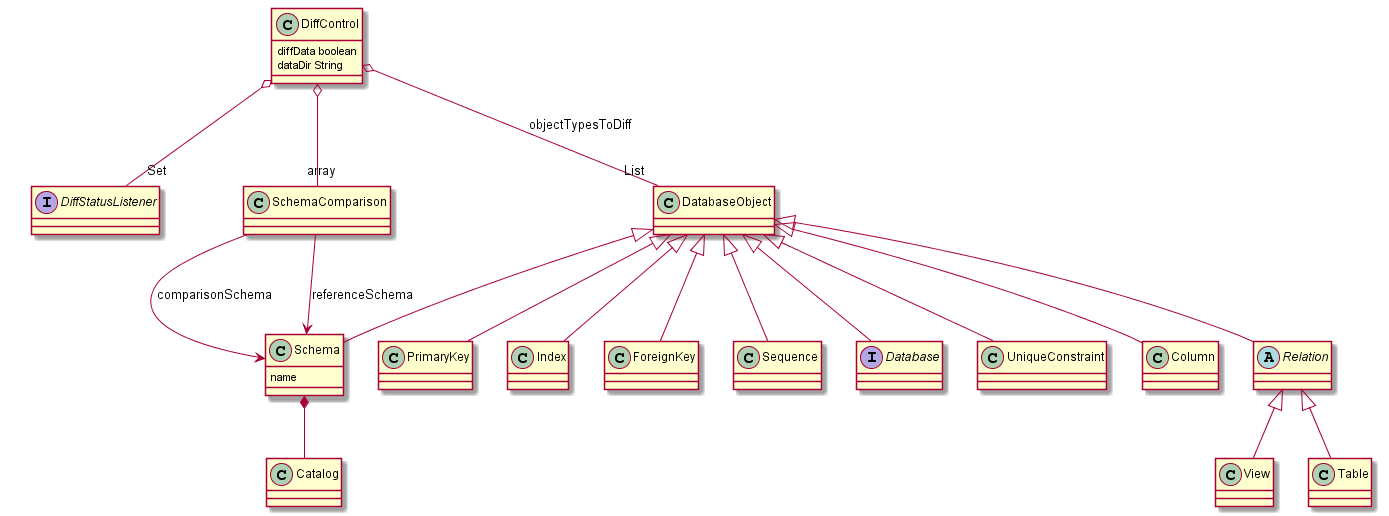 C DiffControl
diffData boolean
dataDir String
objectTypesToDiff
Set
array
List
I DiffStatusListener
C SchemaComparison
C DatabaseObject
comparisonSchema
referenceSchema
C Schema
name
C PrimaryKey
C Index
C ForeignKey
C Sequence
I Database
C UniqueConstraint
C Column
A Relation
C Catalog
C View
C Table